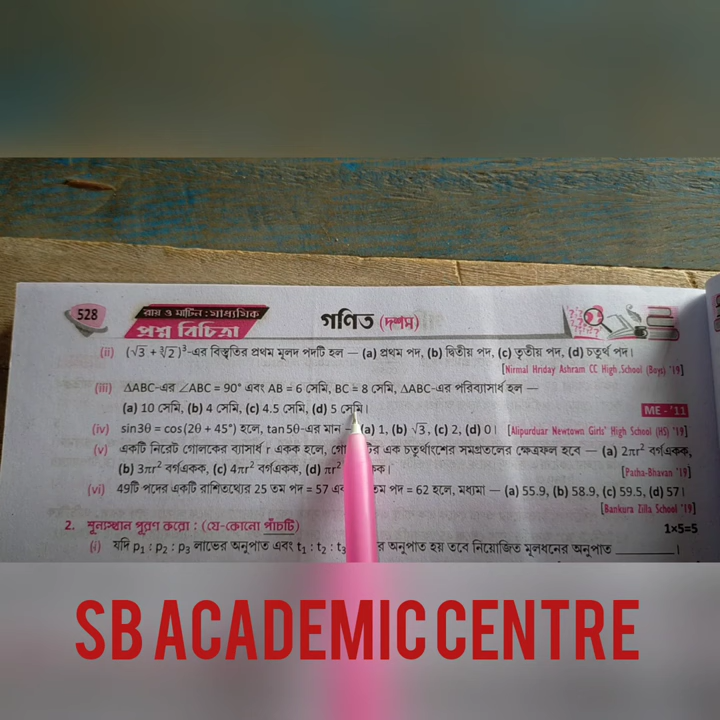 528
রায় ও মার্টিন : মাধ্যমিক
প্রশ্ন বিচিত্রা
গণিত (দশম)
(ii) (√3 + ∛2)³-এর বিস্তৃতির প্রথম মূলদ পদটি হল — (a) প্রথম পদ, (b) দ্বিতীয় পদ, (c) তৃতীয় পদ, (d) চতুর্থ পদ।
[Nirmal Hriday Ashram CC High School (Boys) '19]
(iii) ΔABC-এর ∠ABC = 90° এবং AB = 6 সেমি, BC = 8 সেমি, ΔABC-এর পরিব্যাসার্ধ হল —
(a) 10 সেমি, (b) 4 সেমি, (c) 4.5 সেমি, (d) 5 সেমি।
ME - '11
(iv) sin3θ = cos(2θ + 45°) হলে, tan5θ-এর মান — (a) 1, (b) √3, (c) 2, (d) 0। [Alipurduar Newtown Girls' High School (HS) '19]
(v) একটি নিরেট গোলকের ব্যাসার্ধ r একক হলে, টির এক চতুর্থাংশের সমগ্রতলের ক্ষেত্রফল হবে — (a) 2πr² বর্গএকক,
(b) 3πr² বর্গএকক, (c) 4πr² বর্গএকক, (d) πr²
[Patha-Bhavan '19]
(vi) 49টি পদের একটি রাশিতথ্যের 25 তম পদ = 57 তম পদ = 62 হলে, মধ্যমা — (a) 55.9, (b) 58.9, (c) 59.5, (d) 57।
[Bankura Zilla School '19]
2. শূন্যস্থান পূরণ করো : (যে-কোনো পাঁচটি) 1×5=5
(i) যদি p₁ : p₂ : p₃ লাভের অনুপাত এবং t₁ : t₂ : t₃ র অনুপাত হয় তবে নিয়োজিত মূলধনের অনুপাত ________।
SB ACADEMIC CENTRE